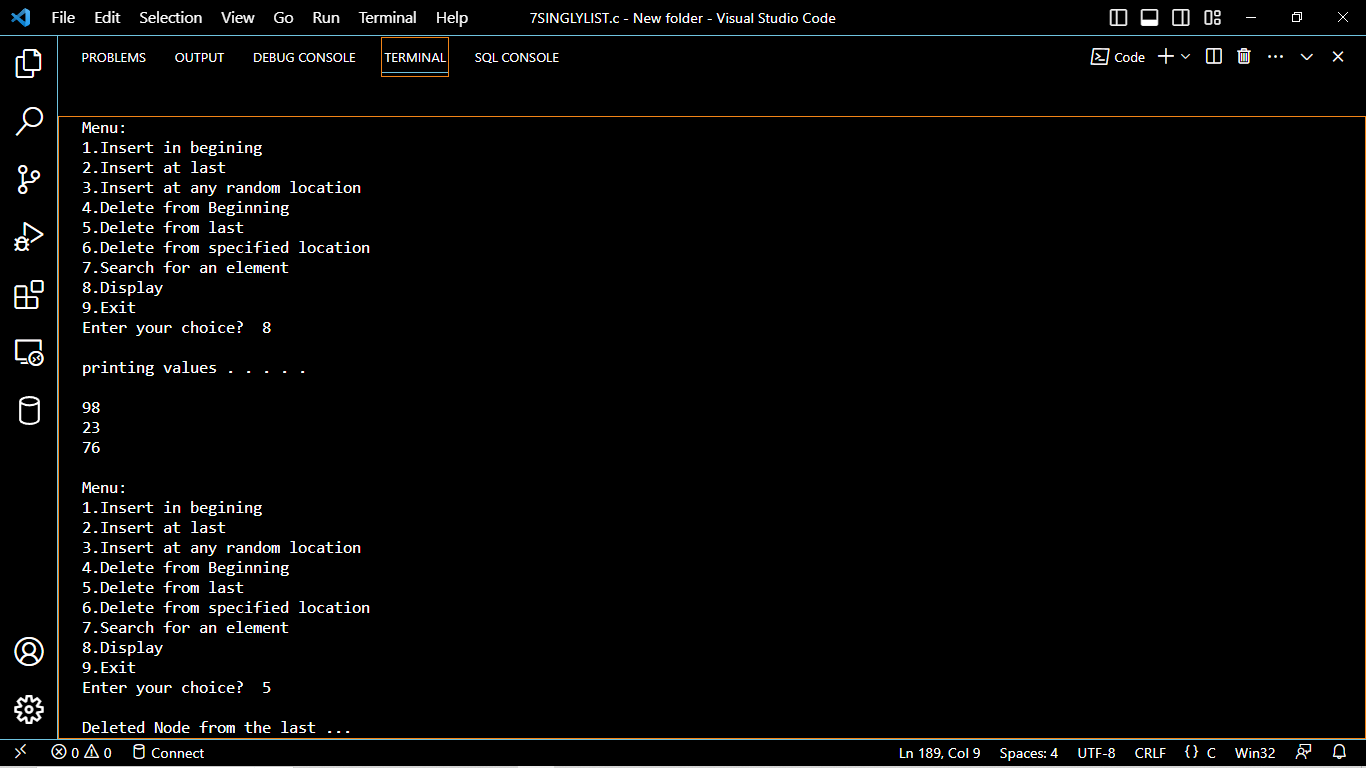 File Edit Selection View Go Run Terminal Help 7SINGLYLIST.c - New folder - Visual Studio Code
PROBLEMS OUTPUT DEBUG CONSOLE TERMINAL SQL CONSOLE Code
Menu:
1.Insert in begining
2.Insert at last
3.Insert at any random location
4.Delete from Beginning
5.Delete from last
6.Delete from specified location
7.Search for an element
8.Display
9.Exit
Enter your choice?  8
printing values . . . . .
98
23
76
Menu:
1.Insert in begining
2.Insert at last
3.Insert at any random location
4.Delete from Beginning
5.Delete from last
6.Delete from specified location
7.Search for an element
8.Display
9.Exit
Enter your choice?  5
Deleted Node from the last ...
0 0 Connect Ln 189, Col 9 Spaces: 4 UTF-8 CRLF {} C Win32